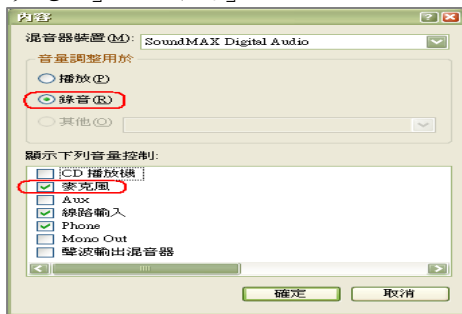 內容
混音器裝置(M): SoundMAX Digital Audio
音量調整用於
播放(P)
錄音(R)
其他(O)
顯示下列音量控制:
CD 播放機
麥克風
Aux
線路輸入
Phone
Mono Out
聲波輸出混音器
確定 取消